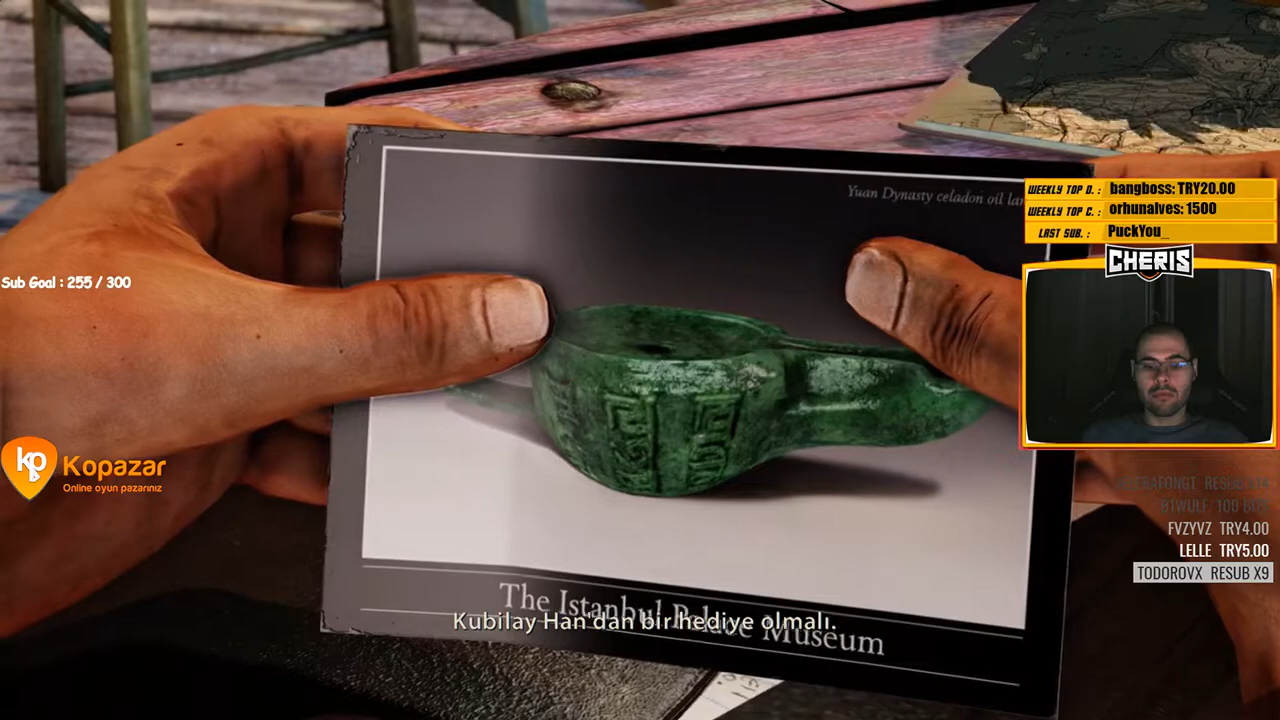 Yuan Dynasty celadon oil
WEEKLY TOP D. : bangboss: TRY20.00
WEEKLY TOP C. : orhunalves: 1500
LAST SUB. : PuckYou_
CHERIS
Sub Goal : 255 / 300
kp Kopazar
Online oyun pazarınız
FVZYVZ TRY4.00
LELLE TRY5.00
TODOROVX RESUB X9
The Istanbul Palace Museum
Kubilay Han'dan bir hediye olmalı.